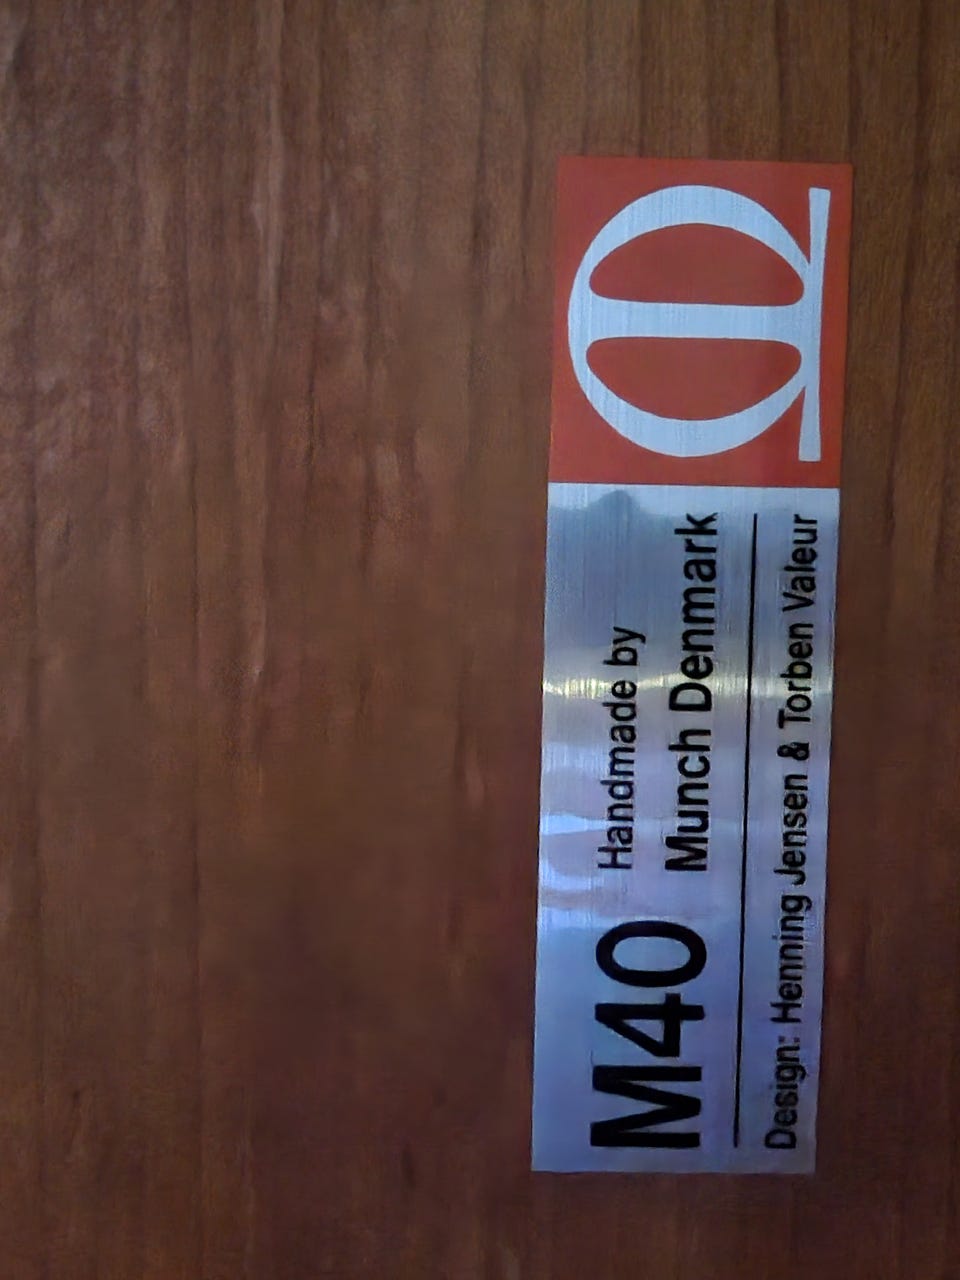 M40
Handmade by
Munch Denmark
Design: Henning Jensen & Torben Valeur